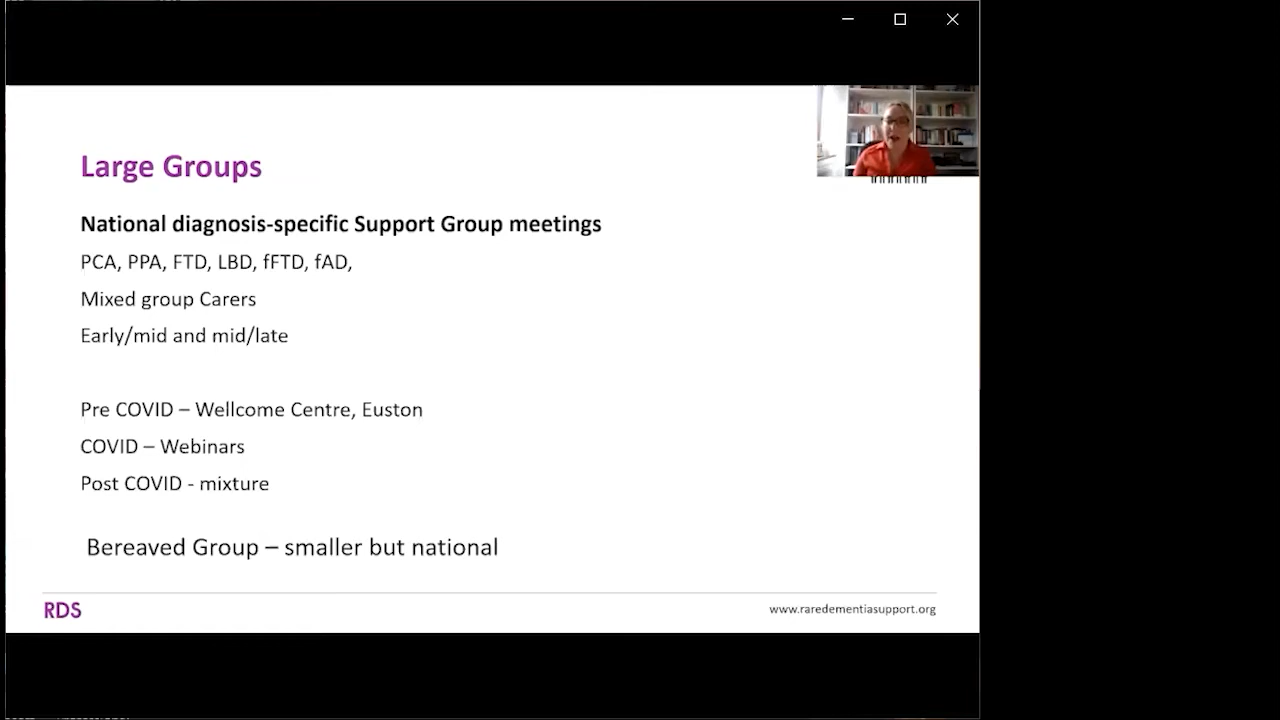 Large Groups
National diagnosis-specific Support Group meetings
PCA, PPA, FTD, LBD, fFTD, fAD,
Mixed group Carers
Early/mid and mid/late
Pre COVID – Wellcome Centre, Euston
COVID – Webinars
Post COVID - mixture
Bereaved Group – smaller but national
RDS
www.raredementiasupport.org